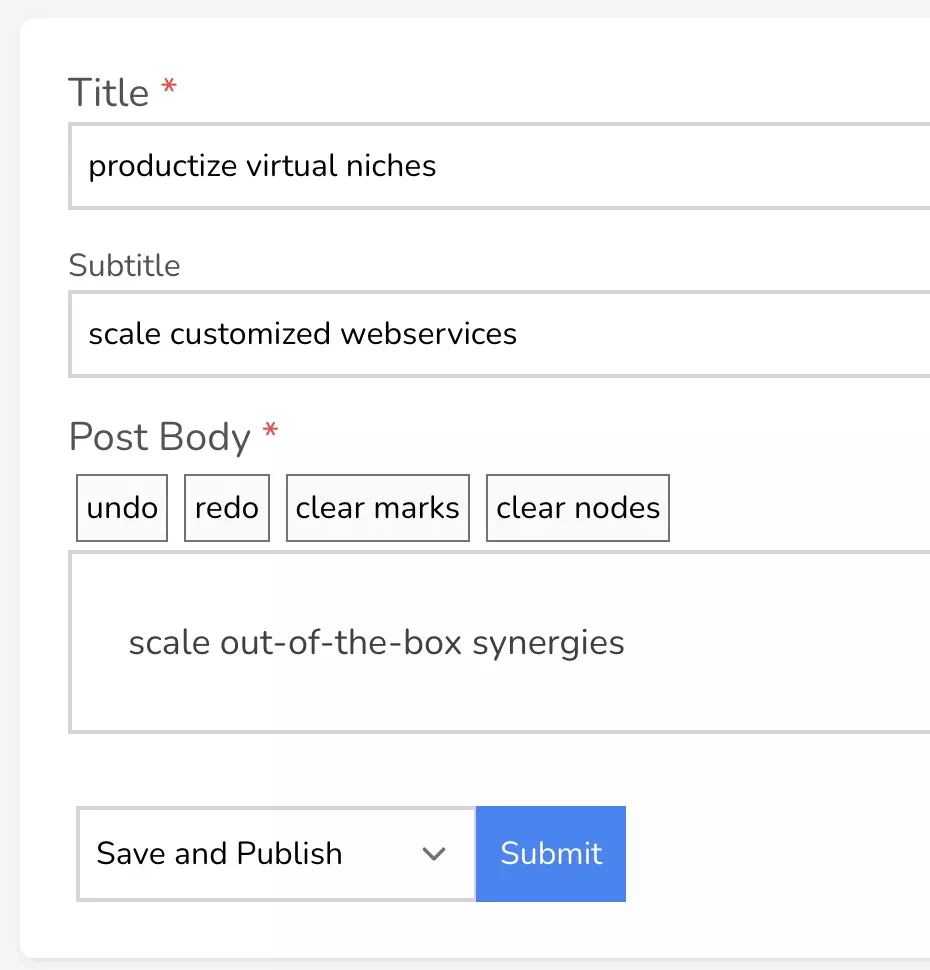 Title *
productize virtual niches
Subtitle
scale customized webservices
Post Body *
undo redo clear marks clear nodes
scale out-of-the-box synergies
Save and Publish Submit